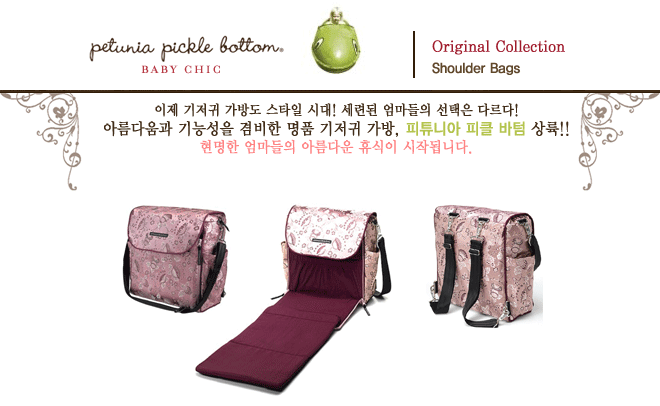 petunia pickle bottom®
BABY CHIC
Original Collection
Shoulder Bags
이제 기저귀 가방도 스타일 시대! 세련된 엄마들의 선택은 다르다!
아름다움과 기능성을 겸비한 명품 기저귀 가방, 피튜니아 피클 바텀 상륙!!
현명한 엄마들의 아름다운 휴식이 시작됩니다.